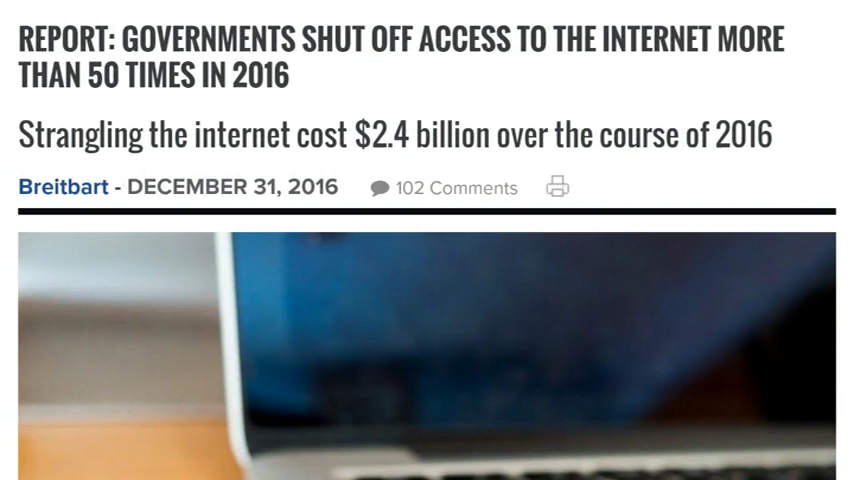 REPORT: GOVERNMENTS SHUT OFF ACCESS TO THE INTERNET MORE
THAN 50 TIMES IN 2016
Strangling the internet cost $2.4 billion over the course of 2016
Breitbart - DECEMBER 31, 2016 102 Comments